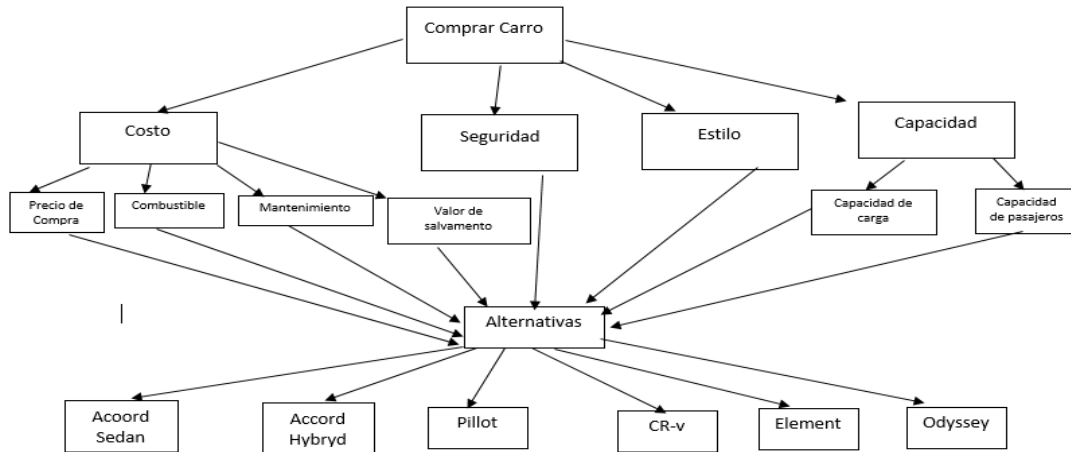 Comprar Carro
Costo
Seguridad
Estilo
Capacidad
Precio de
Compra
Combustible
Mantenimiento
Valor de
salvamento
Capacidad de
carga
Capacidad
de pasajeros
Alternativas
Acoord
Sedan
Accord
Hybryd
Pillot
CR-v
Element
Odyssey